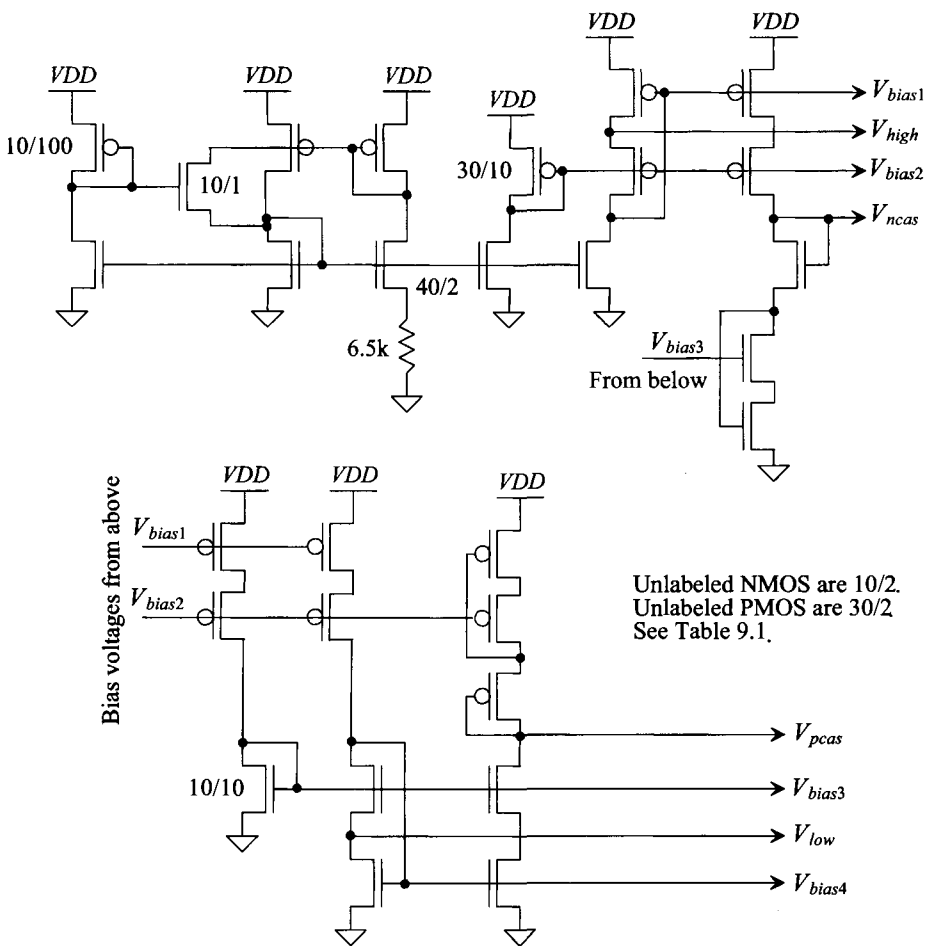 VDD
VDD
VDD
VDD
VDD
VDD
10/100
10/1
30/10
40/2
6.5k
V_bias1
V_high
V_bias2
V_ncas
V_bias3
From below
Bias voltages from above
VDD
VDD
VDD
V_bias1
V_bias2
10/10
Unlabeled NMOS are 10/2.
Unlabeled PMOS are 30/2.
See Table 9.1.
V_pcas
V_bias3
V_low
V_bias4